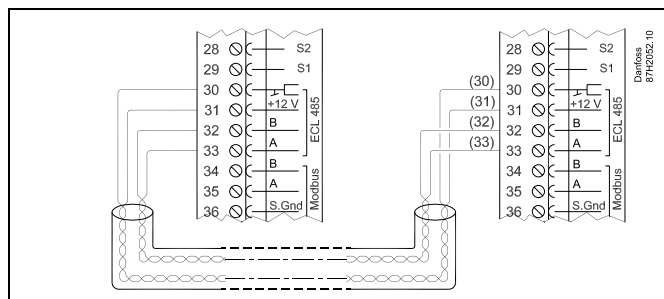 28 S2 28 S2
29 S1 29 S1
30 (30) 30
31 +12 V (31) 31 +12 V
32 B (32) 32 B
33 A (33) 33 A
34 B 34 B
35 A 35 A
36 S.Gnd 36 S.Gnd
ECL 485
Modbus
ECL 485
Modbus
Danfoss
87H2052.10